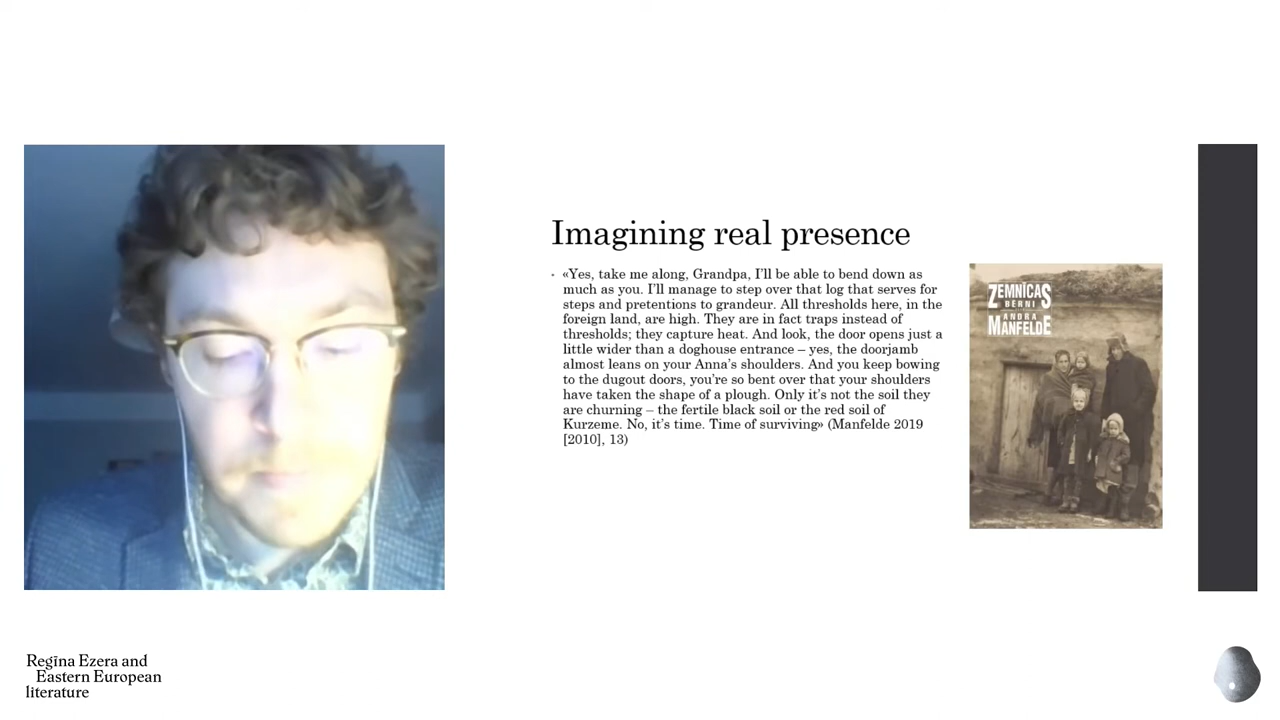 Imagining real presence
«Yes, take me along, Grandpa, I'll be able to bend down as
much as you. I'll manage to step over that log that serves for
steps and pretentions to grandeur. All thresholds here, in the
foreign land, are high. They are in fact traps instead of
thresholds; they capture heat. And look, the door opens just a
little wider than a doghouse entrance – yes, the doorjamb
almost leans on your Anna's shoulders. And you keep bowing
to the dugout doors, you're so bent over that your shoulders
have taken the shape of a plough. Only it's not the soil they
are churning – the fertile black soil or the red soil of
Kurzeme. No, it's time. Time of surviving» (Manfelde 2019
[2010], 13)
ZEMNĪCAS
BĒRNI
ANDRA
MANFELDE
Regīna Ezera and
Eastern European
literature